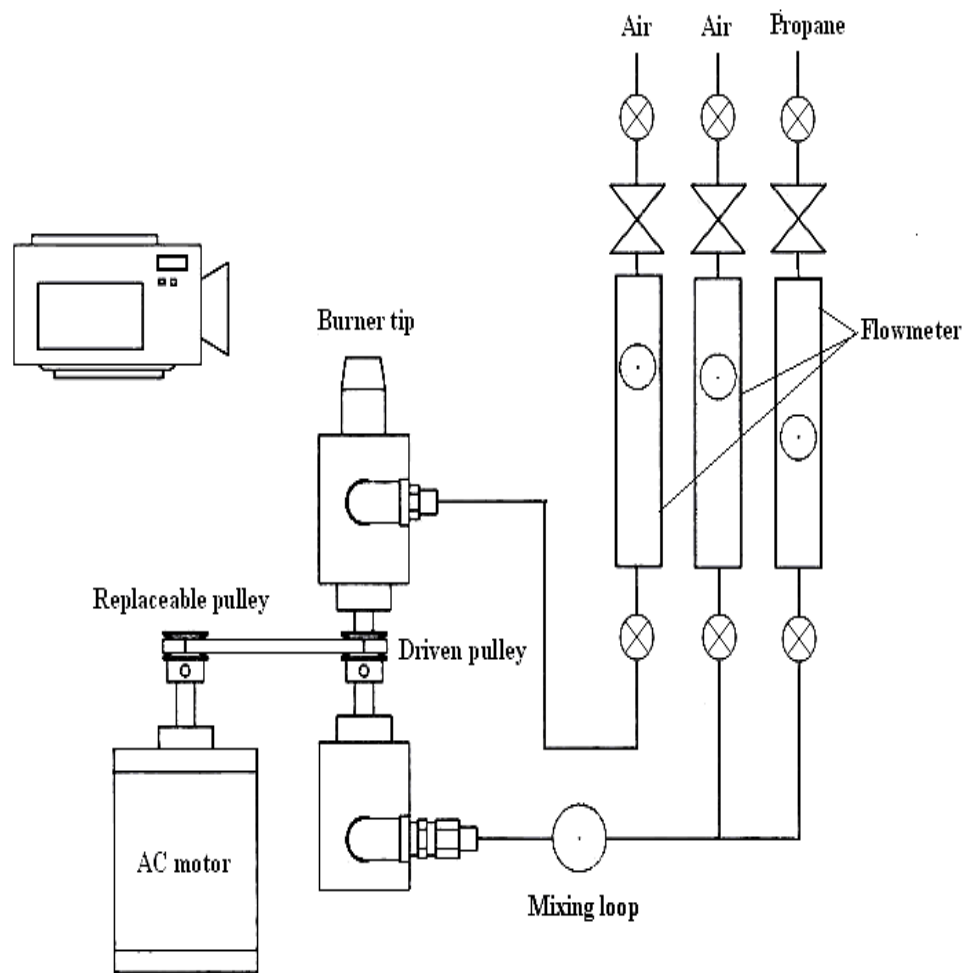 Air
Air
Propane
Flowmeter
Burner tip
Replaceable pulley
Driven pulley
AC motor
Mixing loop